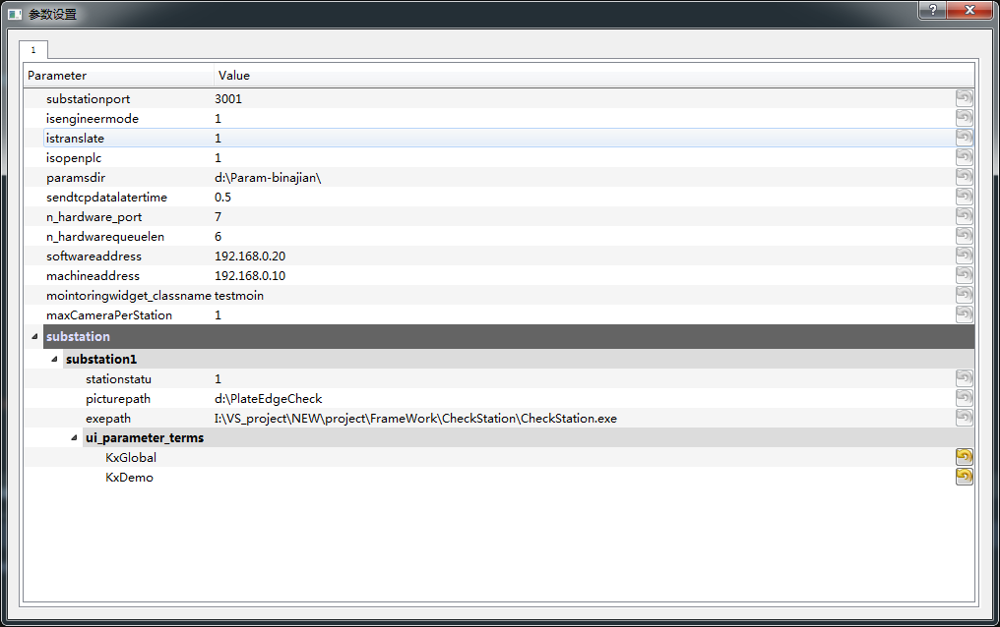 参数设置
1
Parameter Value
substationport 3001
isengineermode 1
istranslate 1
isopenplc 1
paramsdir d:\Param-binajian\
sendtcpdatalatertime 0.5
n_hardware_port 7
n_hardwarequeuelen 6
softwareaddress 192.168.0.20
machineaddress 192.168.0.10
mointoringwidget_classname testmoin
maxCameraPerStation 1
substation
substation1
stationstatu 1
picturepath d:\PlateEdgeCheck
exepath I:\VS_project\NEW\project\FrameWork\CheckStation\CheckStation.exe
ui_parameter_terms
KxGlobal
KxDemo